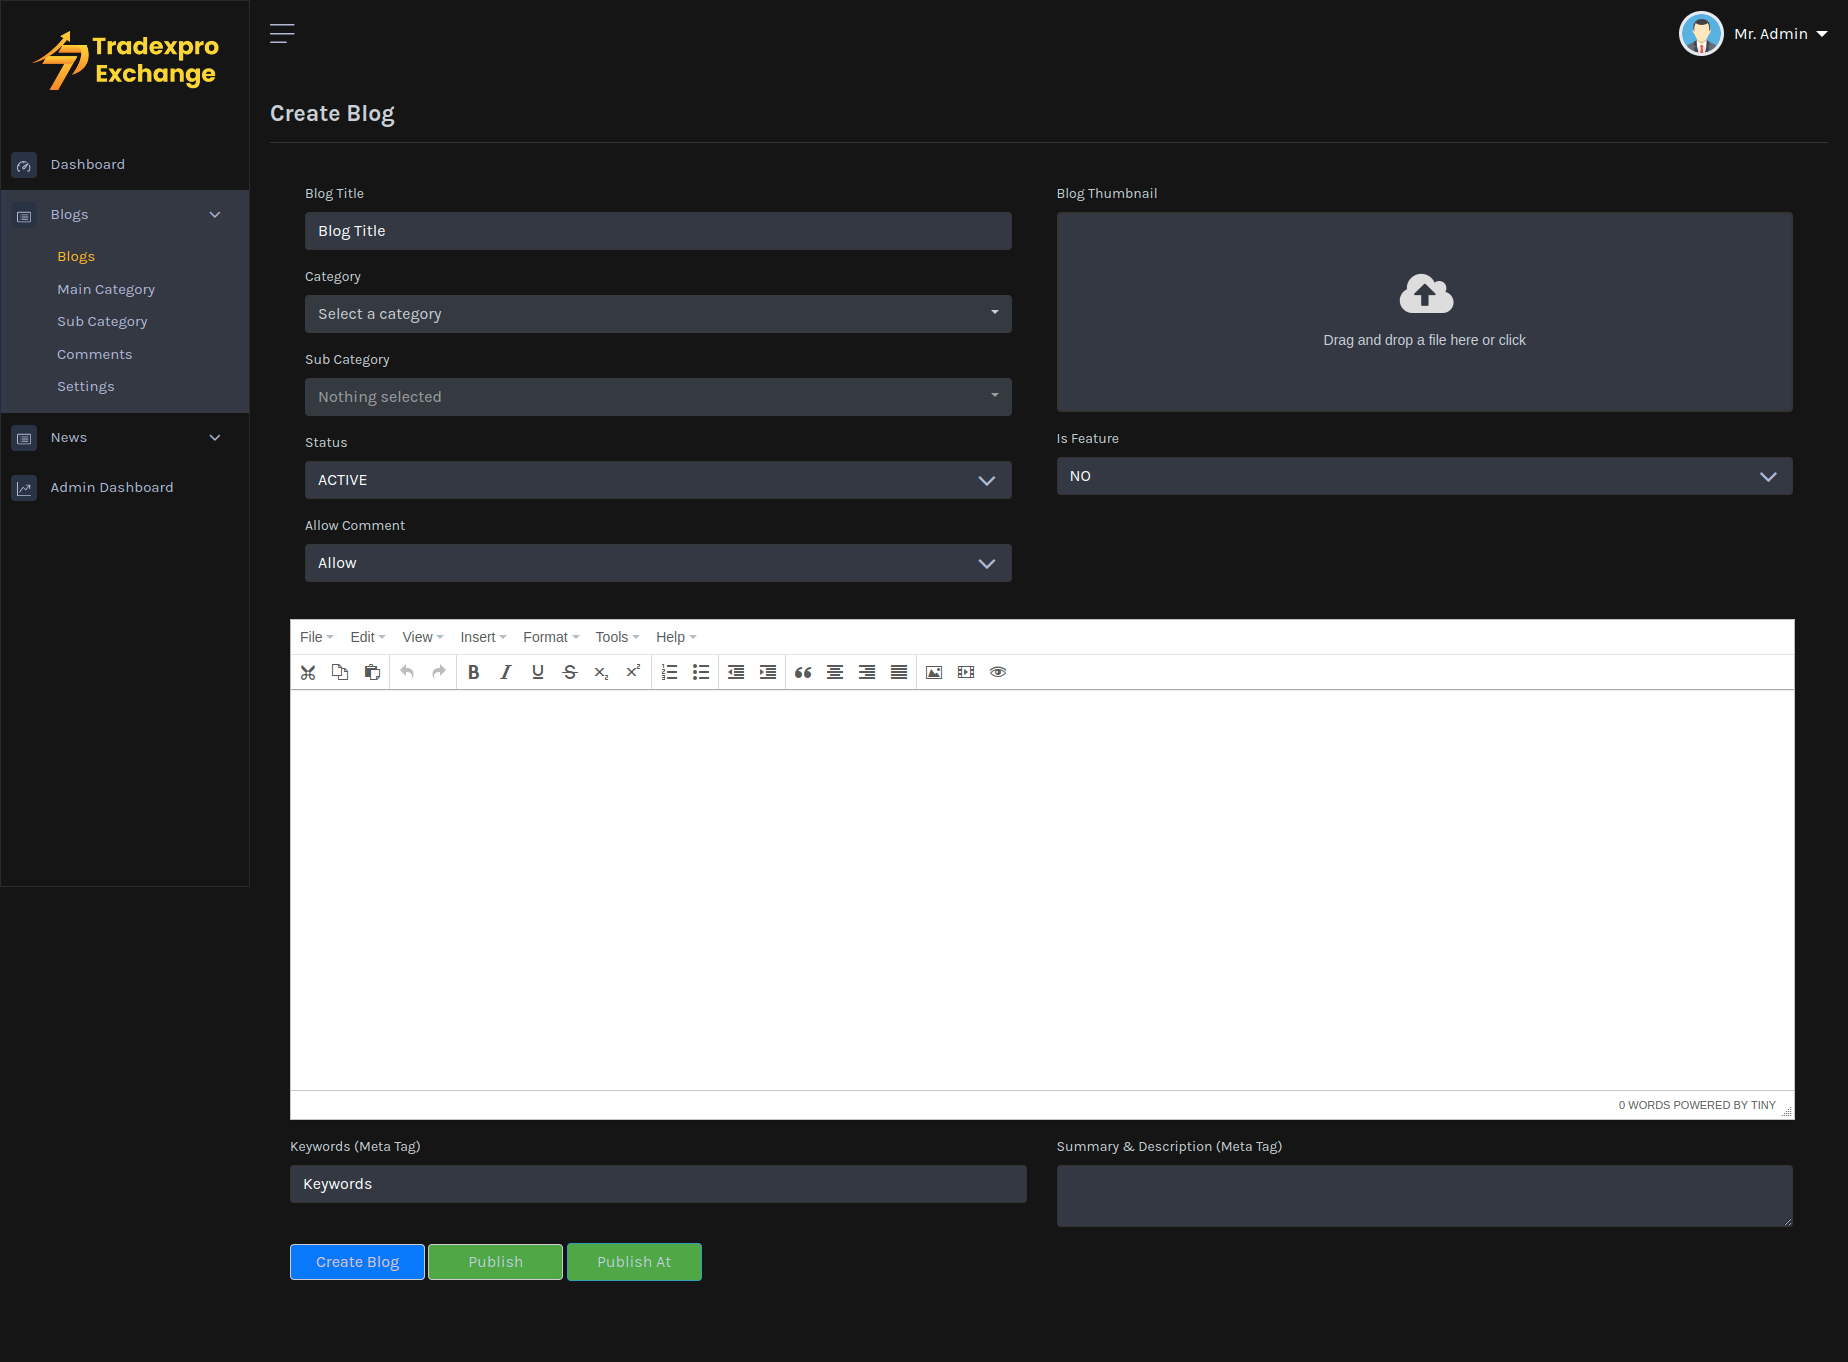 Tradexpro
Exchange
Mr. Admin
Dashboard
Blogs
Blogs
Main Category
Sub Category
Comments
Settings
News
Admin Dashboard
Create Blog
Blog Title
Blog Title
Category
Select a category
Sub Category
Nothing selected
Status
ACTIVE
Allow Comment
Allow
Blog Thumbnail
Drag and drop a file here or click
Is Feature
NO
File Edit View Insert Format Tools Help
0 WORDS POWERED BY TINY
Keywords (Meta Tag)
Keywords
Summary & Description (Meta Tag)
Create Blog Publish Publish At